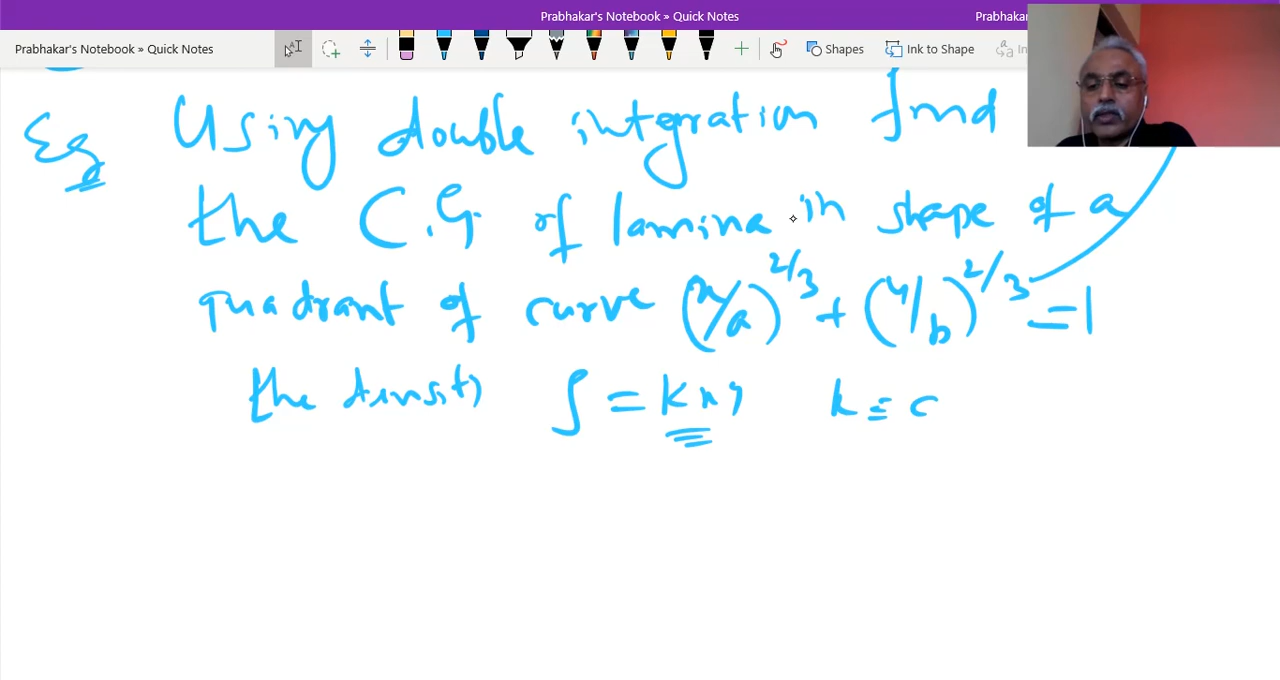 Prabhakar's Notebook » Quick Notes
Prabhakar's Notebook » Quick Notes
Shapes
Ink to Shape
Eg Using double integration find
the C.G. of lamina in shape of a
quadrant of curve (x/a)^2/3 + (y/b)^2/3 = 1
the density ρ = kxy k = c